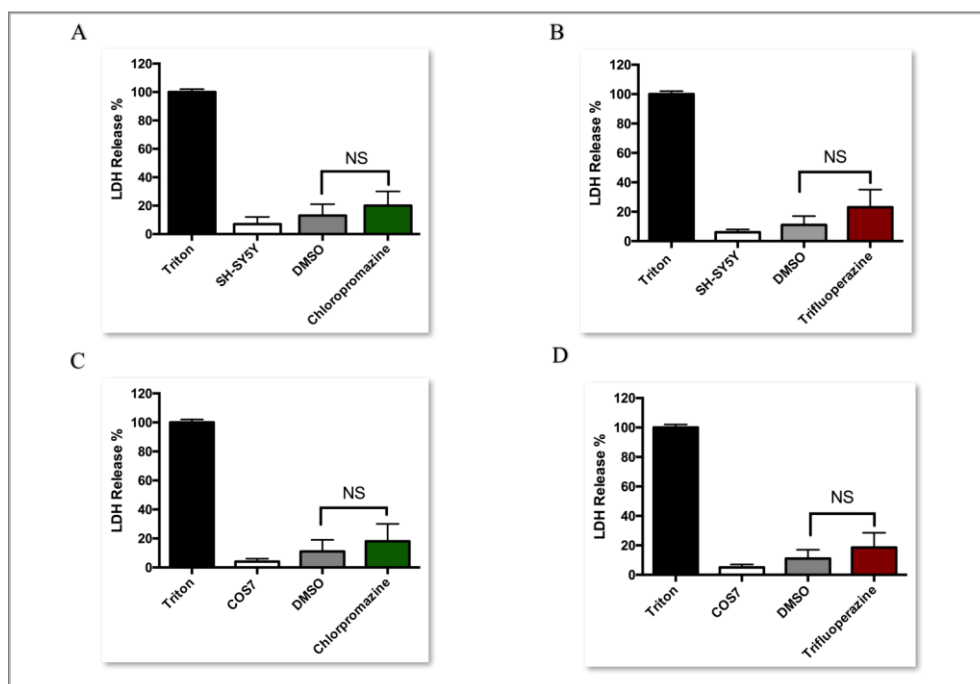 A
LDH Release %
120
100
80
60
40
20
0
NS
Triton
SH-SY5Y
DMSO
Chloropromazine
B
LDH Release %
120
100
80
60
40
20
0
NS
Triton
SH-SY5Y
DMSO
Trifluoperazine
C
LDH Release %
120
100
80
60
40
20
0
NS
Triton
COS7
DMSO
Chlorpromazine
D
LDH Release %
120
100
80
60
40
20
0
NS
Triton
COS7
DMSO
Trifluoperazine